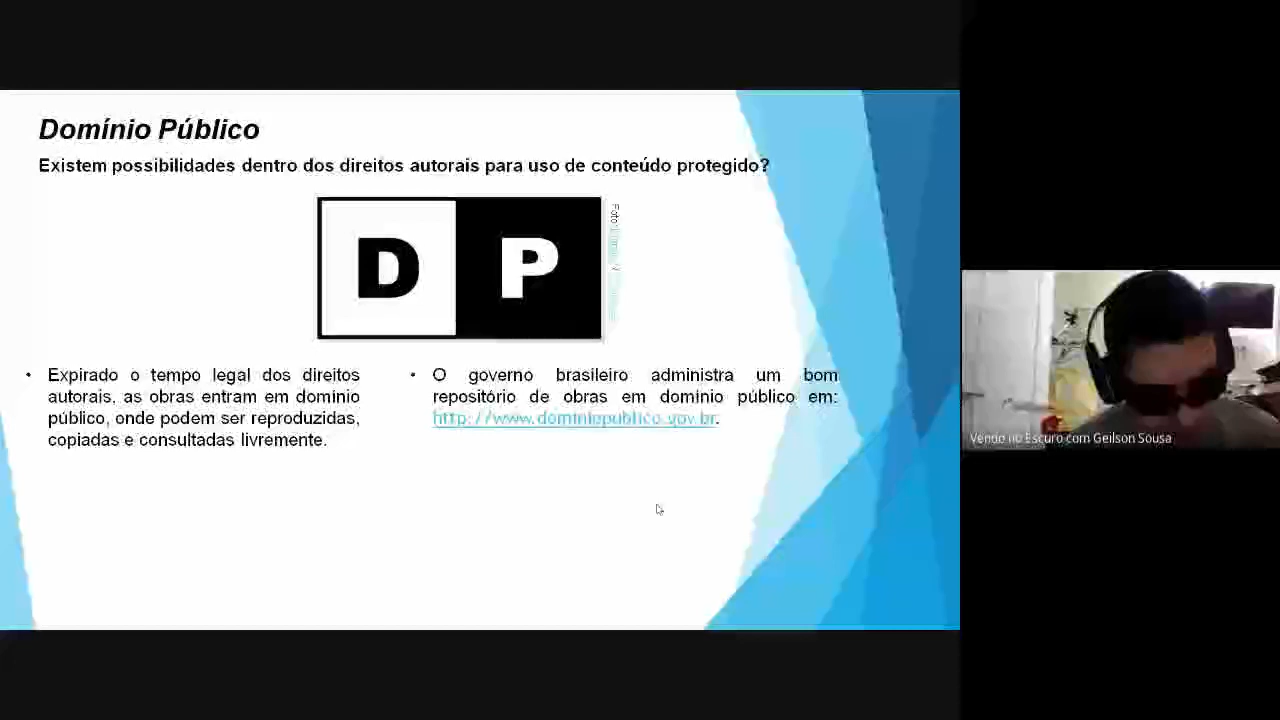 Domínio Público
Existem possibilidades dentro dos direitos autorais para uso de conteúdo protegido?
D P
Foto:
• Expirado o tempo legal dos direitos
autorais, as obras entram em domínio
público, onde podem ser reproduzidas,
copiadas e consultadas livremente.
• O governo brasileiro administra um bom
repositório de obras em domínio público em:
http://www.dominiopublico.gov.br.
Vendo no Escuro com Geilson Sousa